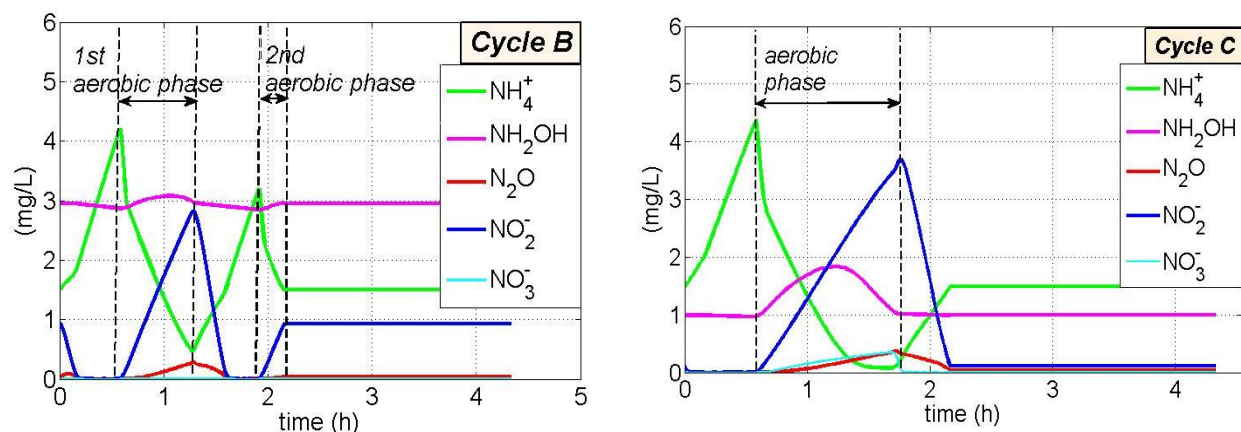 Cycle B
1st
aerobic phase
2nd
aerobic phase
NH₄⁺
NH₂OH
N₂O
NO₂⁻
NO₃⁻
6
5
4
3
2
1
0
(mg/L)
0 1 2 3 4 5
time (h)
Cycle C
aerobic
phase
NH₄⁺
NH₂OH
N₂O
NO₂⁻
NO₃⁻
6
5
4
3
2
1
0
(mg/L)
0 1 2 3 4
time (h)